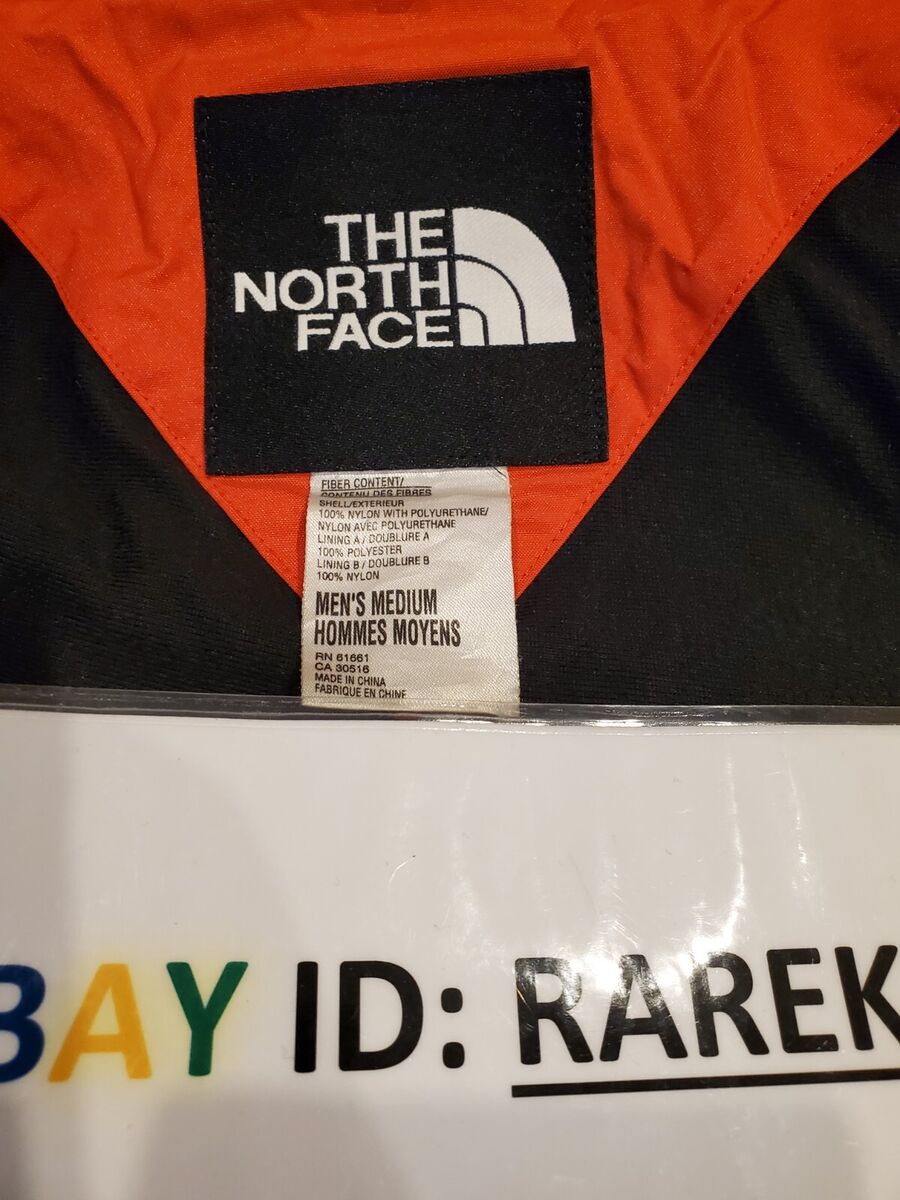 THE
NORTH
FACE
FIBER CONTENT/
CONTENU DES FIBRES
SHELL/EXTERIEUR
100% NYLON WITH POLYURETHANE/
NYLON AVEC POLYURETHANE
LINING A / DOUBLURE A
100% POLYESTER
LINING B / DOUBLURE B
100% NYLON
MEN'S MEDIUM
HOMMES MOYENS
RN 61661
CA 30516
MADE IN CHINA
FABRIQUE EN CHINE
BAY ID: RAREK